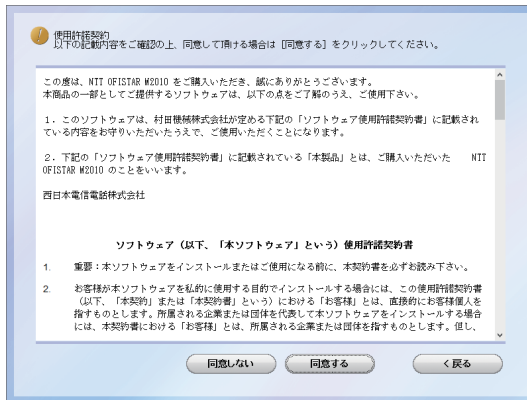 使用許諾契約
以下の記載内容をご確認の上、同意して頂ける場合は [同意する] をクリックしてください。
この度は、NTT OFISTAR M2010 をご購入いただき、誠にありがとうございます。
本商品の一部としてご提供するソフトウェアは、以下の点をご了解のうえ、ご使用下さい。
1．このソフトウェアは、村田機械株式会社が定める下記の「ソフトウェア使用許諾契約書」に記載され
ている内容をお守りいただいたうえで、ご使用いただくことになります。
2．下記の「ソフトウェア使用許諾契約書」に記載されている「本製品」とは、ご購入いただいた NTT
OFISTAR M2010 のことをいいます。
西日本電信電話株式会社
ソフトウェア（以下、「本ソフトウェア」という）使用許諾契約書
1. 重要：本ソフトウェアをインストールまたはご使用になる前に、本契約書を必ずお読み下さい。
2. お客様が本ソフトウェアを私的に使用する目的でインストールする場合には、この使用許諾契約書
（以下、「本契約」または「本契約書」という）における「お客様」とは、直接的にお客様個人を
指すものとします。所属される企業または団体を代表して本ソフトウェアをインストールする場合
には、本契約書における「お客様」とは、所属される企業または団体を指すものとします。但し、
同意しない 同意する < 戻る